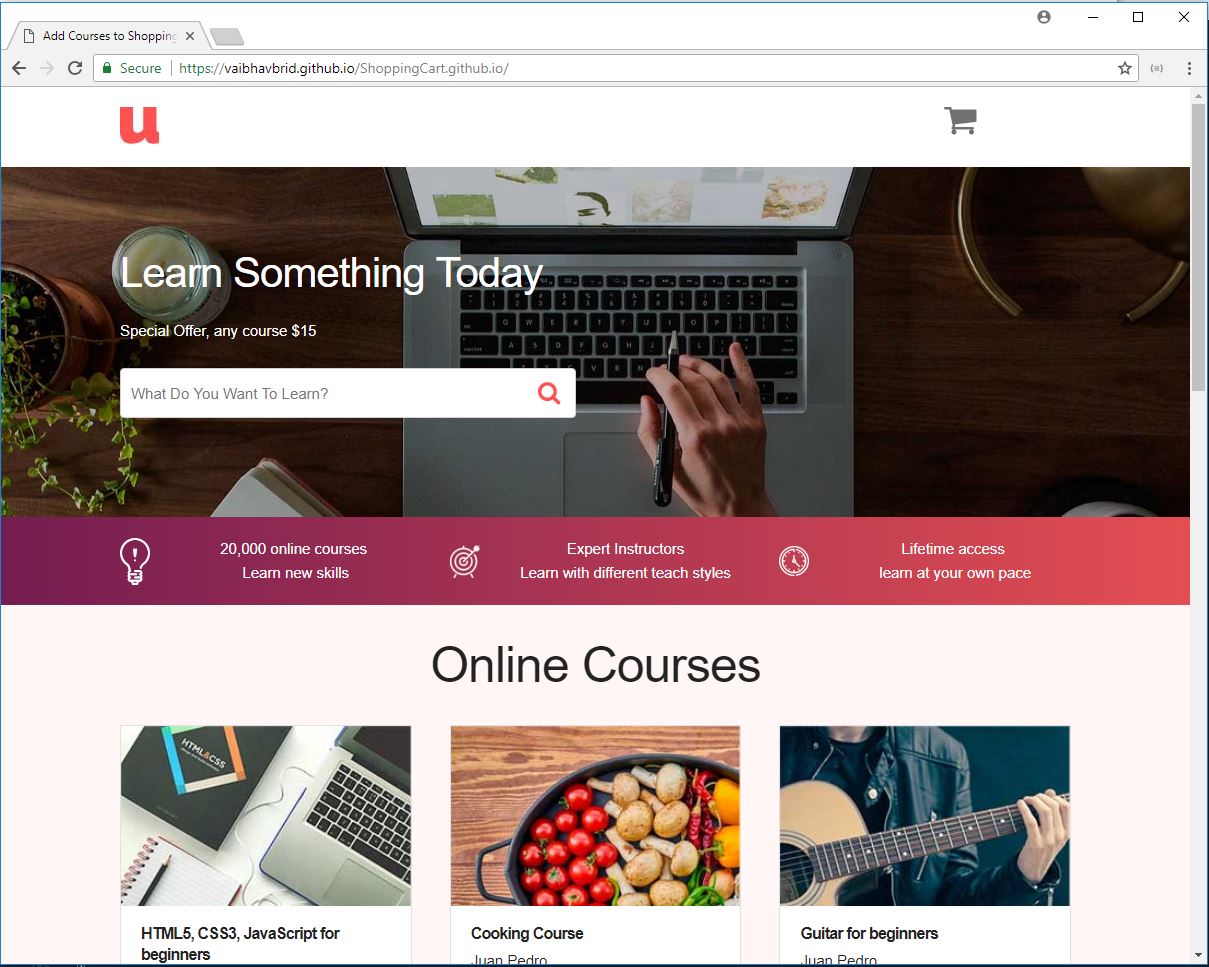 Add Courses to Shopping
Secure
https://vaibhavbrid.github.io/ShoppingCart.github.io/
u
Learn Something Today
Special Offer, any course $15
What Do You Want To Learn?
20,000 online courses
Learn new skills
Expert Instructors
Learn with different teach styles
Lifetime access
learn at your own pace
Online Courses
HTML&CSS
HTML5, CSS3, JavaScript for
beginners
Cooking Course
Juan Pedro
Guitar for beginners
Juan Pedro